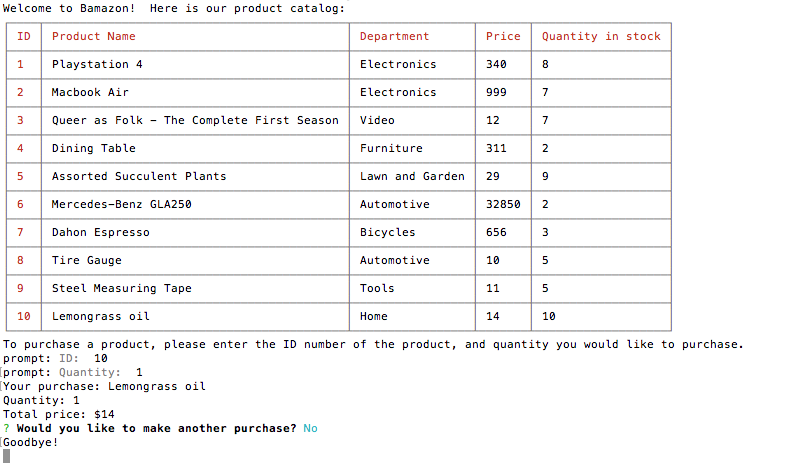 Welcome to Bamazon!  Here is our product catalog:
ID Product Name Department Price Quantity in stock
1 Playstation 4 Electronics 340 8
2 Macbook Air Electronics 999 7
3 Queer as Folk - The Complete First Season Video 12 7
4 Dining Table Furniture 311 2
5 Assorted Succulent Plants Lawn and Garden 29 9
6 Mercedes-Benz GLA250 Automotive 32850 2
7 Dahon Espresso Bicycles 656 3
8 Tire Gauge Automotive 10 5
9 Steel Measuring Tape Tools 11 5
10 Lemongrass oil Home 14 10
To purchase a product, please enter the ID number of the product, and quantity you would like to purchase.
prompt: ID:  10
[prompt: Quantity:  1
[Your purchase: Lemongrass oil
Quantity: 1
Total price: $14
? Would you like to make another purchase? No
[Goodbye!